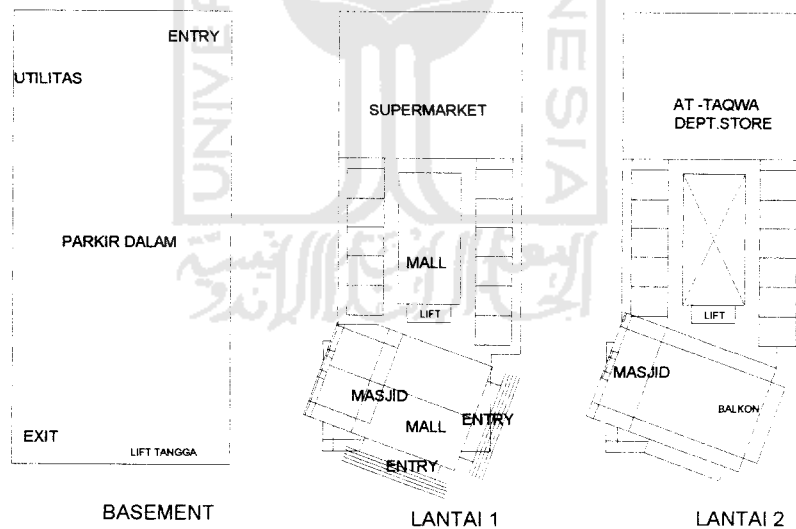 ENTRY
UTILITAS
PARKIR DALAM
EXIT
LIFT TANGGA
BASEMENT
SUPERMARKET
MALL
LIFT
MASJID
MALL
ENTRY
ENTRY
LANTAI 1
AT -TAQWA
DEPT.STORE
LIFT
MASJID
BALKON
LANTAI 2